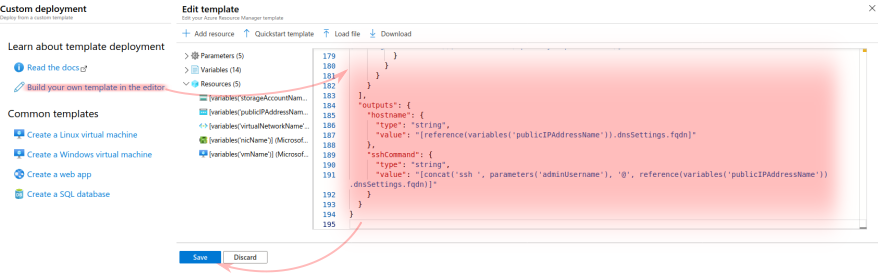 Custom deployment
Deploy from a custom template
Learn about template deployment
Read the docs
Build your own template in the editor
Common templates
Create a Linux virtual machine
Create a Windows virtual machine
Create a web app
Create a SQL database
Edit template
Edit your Azure Resource Manager template
Add resource
Quickstart template
Load file
Download
Parameters (5)
Variables (14)
Resources (5)
[variables('storageAccountNam...
[variables('publicIPAddressNam...
[variables('virtualNetworkName'...
[variables('nicName')] (Microsof...
[variables('vmName')] (Microsof...
179 }
180 }
181 }
182 }
183 ],
184 "outputs": {
185 "hostname": {
186 "type": "string",
187 "value": "[reference(variables('publicIPAddressName')).dnsSettings.fqdn]"
188 },
189 "sshCommand": {
190 "type": "string",
191 "value": "[concat('ssh ', parameters('adminUsername'), '@', reference(variables('publicIPAddressName'))
.dnsSettings.fqdn)]"
192 }
193 }
194 }
195
Save
Discard